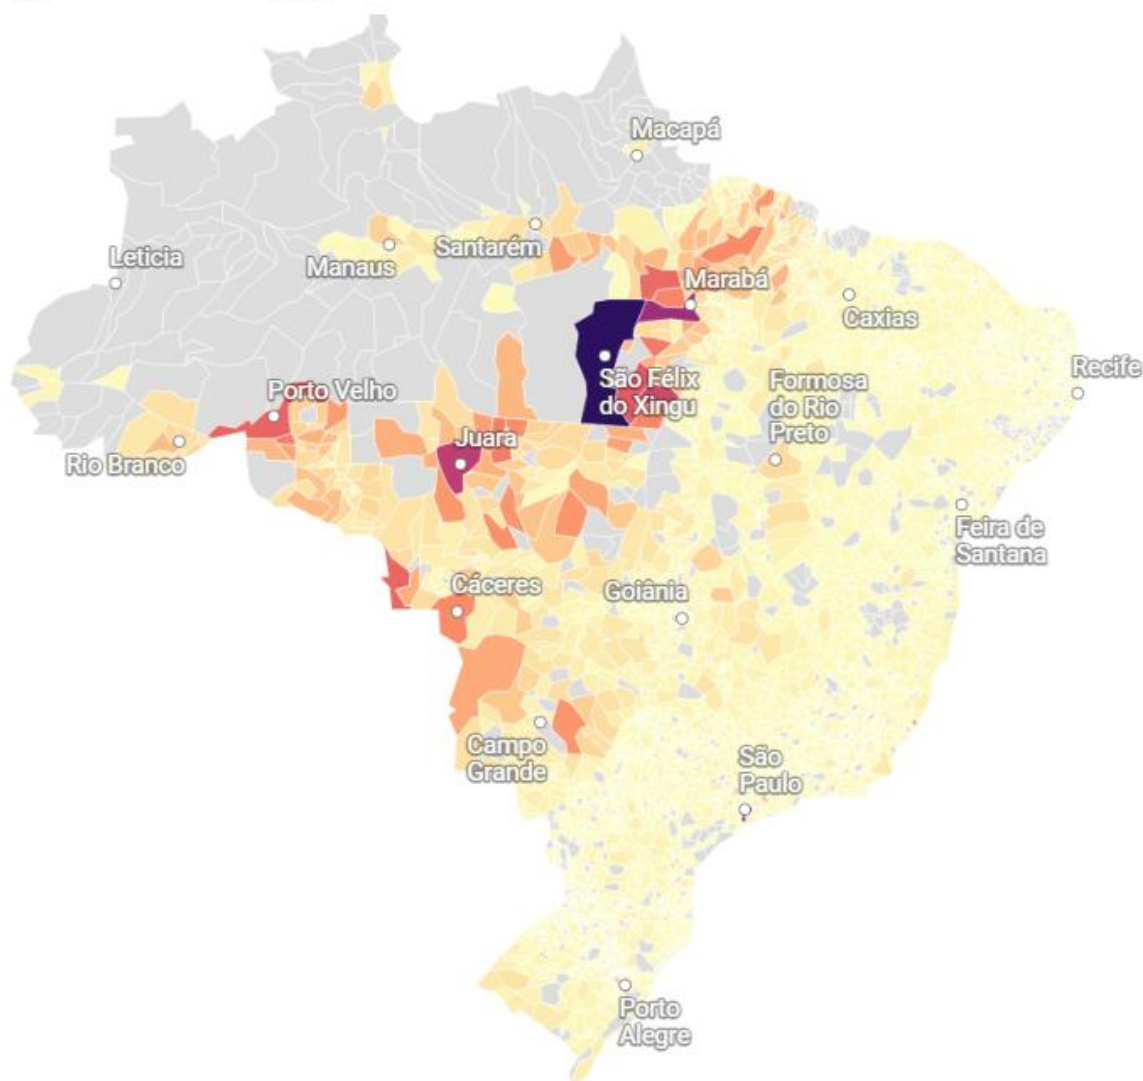 Macapá
Leticia
Santarém
Manaus
Marabá
Caxias
Recife
Porto Velho
São Félix
do Xingu
Formosa
do Rio
Preto
Juara
Rio Branco
Feira de
Santana
Cáceres
Goiânia
Campo
Grande
São
Paulo
Porto
Alegre